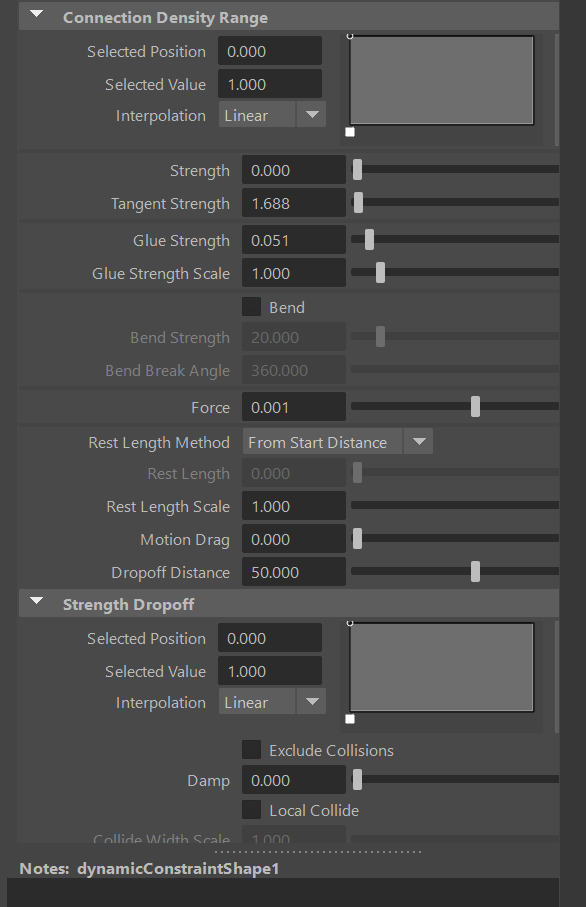 Connection Density Range
Selected Position 0.000
Selected Value 1.000
Interpolation Linear
Strength 0.000
Tangent Strength 1.688
Glue Strength 0.051
Glue Strength Scale 1.000
Bend
Bend Strength 20.000
Bend Break Angle 360.000
Force 0.001
Rest Length Method From Start Distance
Rest Length 0.000
Rest Length Scale 1.000
Motion Drag 0.000
Dropoff Distance 50.000
Strength Dropoff
Selected Position 0.000
Selected Value 1.000
Interpolation Linear
Exclude Collisions
Damp 0.000
Local Collide
Collide Width Scale 1.000
Notes: dynamicConstraintShape1